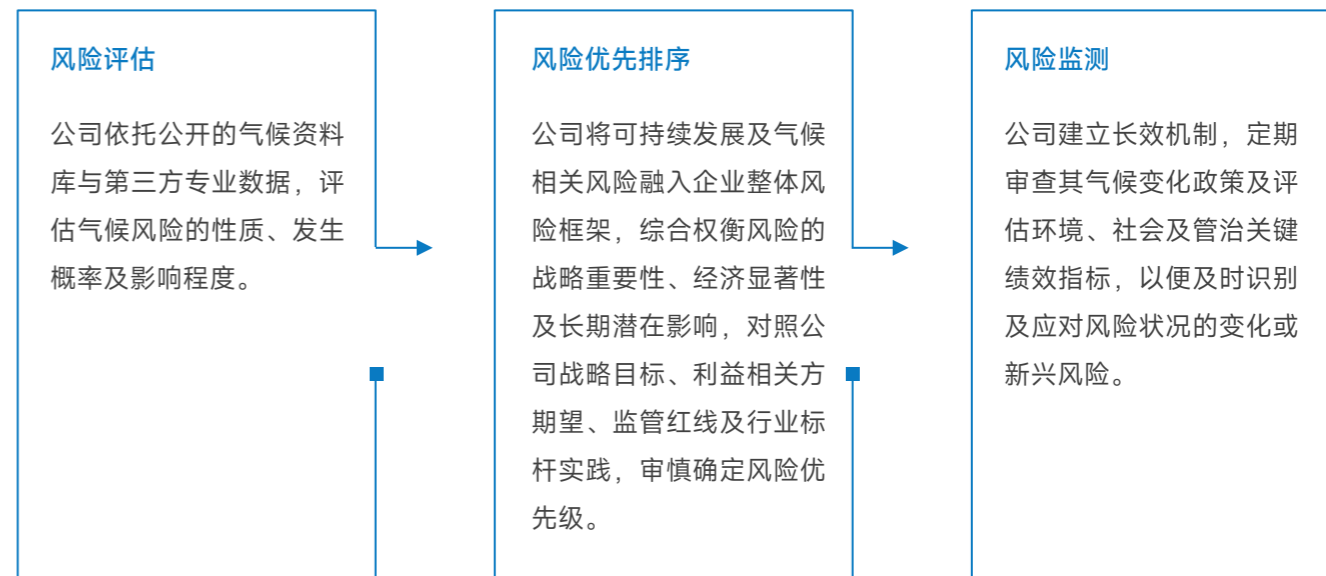 风险评估
公司依托公开的气候资料
库与第三方专业数据，评
估气候风险的性质、发生
概率及影响程度。
风险优先排序
公司将可持续发展及气候
相关风险融入企业整体风
险框架，综合权衡风险的
战略重要性、经济显著性
及长期潜在影响，对照公
司战略目标、利益相关方
期望、监管红线及行业标
杆实践，审慎确定风险优
先级。
风险监测
公司建立长效机制，定期
审查其气候变化政策及评
估环境、社会及管治关键
绩效指标，以便及时识别
及应对风险状况的变化或
新兴风险。